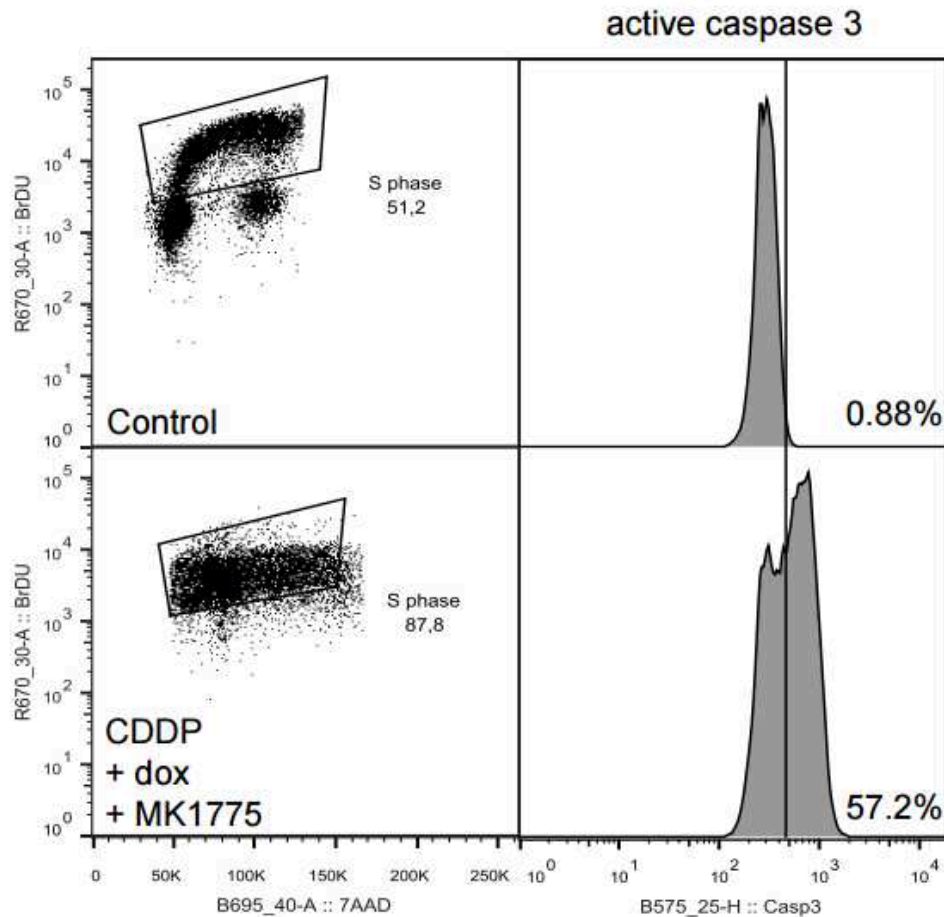 active caspase 3
10^5
10^4
10^3
10^2
10^1
10^0
R670_30-A :: BrDU
S phase
51,2
Control
0.88%
10^5
10^4
10^3
10^2
10^1
10^0
R670_30-A :: BrDU
S phase
87,8
CDDP
+ dox
+ MK1775
57.2%
0 50K 100K 150K 200K 250K
B695_40-A :: 7AAD
10^0 10^1 10^2 10^3 10^4
B575_25-H :: Casp3